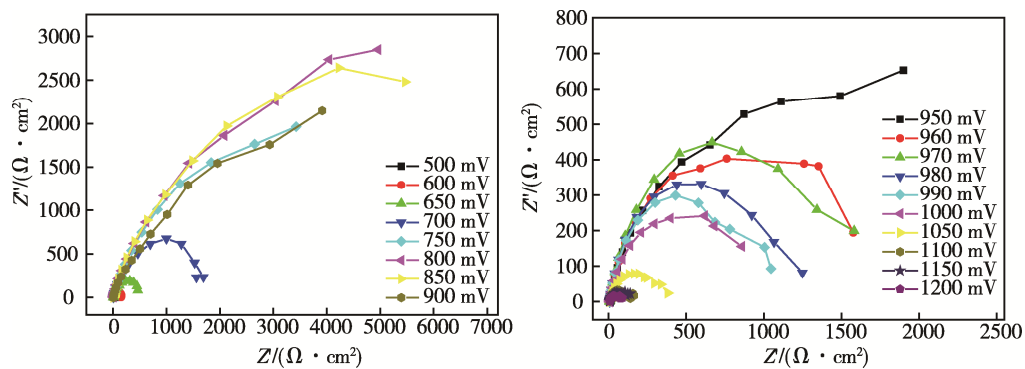 Z''/(Ω · cm²)
3000
2500
2000
1500
1000
500
0
500 mV
600 mV
650 mV
700 mV
750 mV
800 mV
850 mV
900 mV
0 1000 2000 3000 4000 5000 6000 7000
Z'/(Ω · cm²)
Z''/(Ω · cm²)
800
700
600
500
400
300
200
100
0
950 mV
960 mV
970 mV
980 mV
990 mV
1000 mV
1050 mV
1100 mV
1150 mV
1200 mV
0 500 1000 1500 2000 2500
Z'/(Ω · cm²)